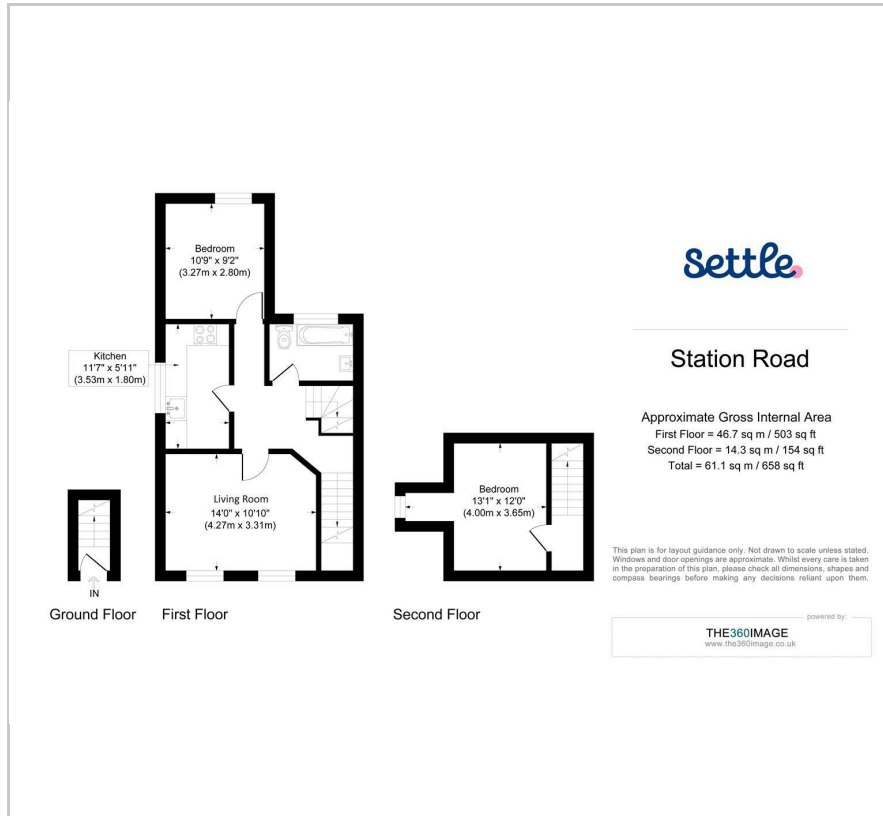 Bedroom
10'9" x 9'2"
(3.27m x 2.80m)
Kitchen
11'7" x 5'11"
(3.53m x 1.80m)
Living Room
14'0" x 10'10"
(4.27m x 3.31m)
Bedroom
13'1" x 12'0"
(4.00m x 3.65m)
IN
Ground Floor
First Floor
Second Floor
settle
Station Road
Approximate Gross Internal Area
First Floor = 46.7 sq m / 503 sq ft
Second Floor = 14.3 sq m / 154 sq ft
Total = 61.1 sq m / 658 sq ft
This plan is for layout guidance only. Not drawn to scale unless stated.
Windows and door openings are approximate. Whilst every care is taken
in the preparation of this plan, please check all dimensions, shapes and
compass bearings before making any decisions reliant upon them.
powered by:
THE360IMAGE
www.the360image.co.uk